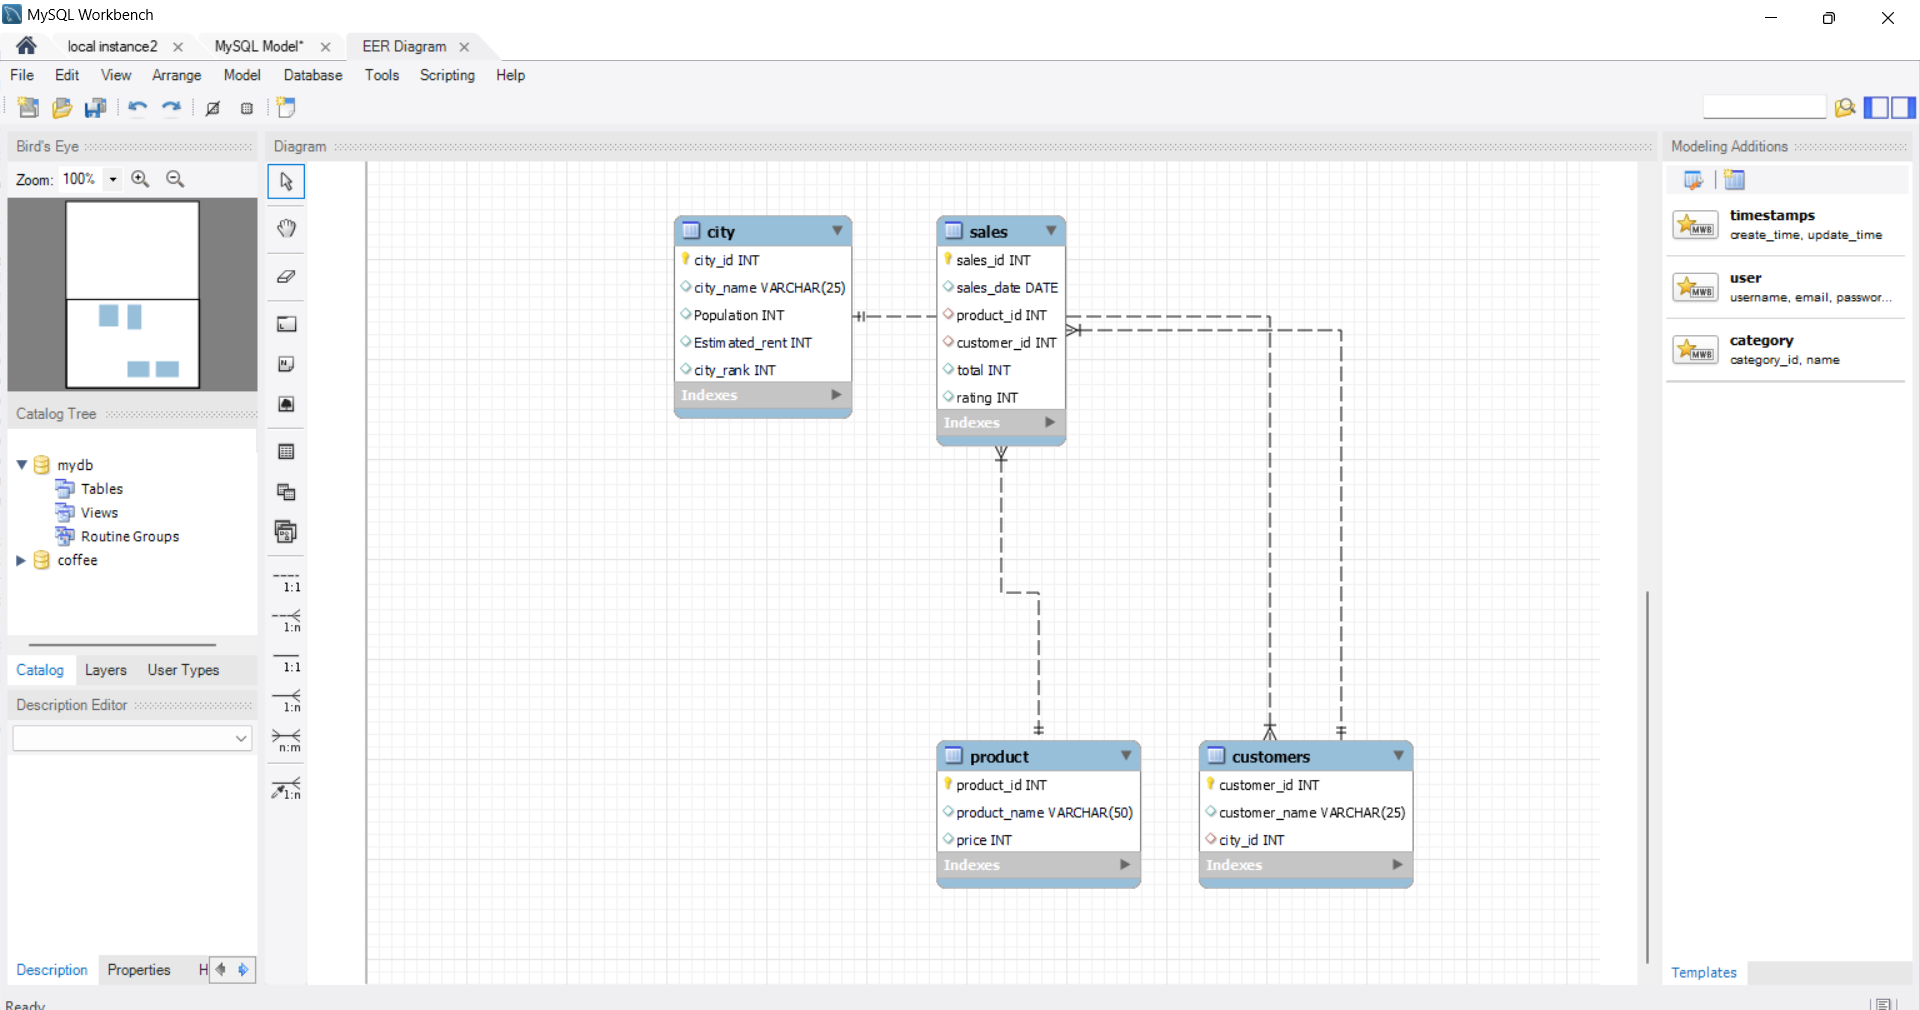 MySQL Workbench
local instance2
MySQL Model*
EER Diagram
File Edit View Arrange Model Database Tools Scripting Help
Bird's Eye
Zoom: 100%
Catalog Tree
mydb
Tables
Views
Routine Groups
coffee
Catalog Layers User Types
Description Editor
Description Properties H
Ready
Diagram
1:1
1:n
1:1
1:n
n:m
1:n
city
city_id INT
city_name VARCHAR(25)
Population INT
Estimated_rent INT
city_rank INT
Indexes
sales
sales_id INT
sales_date DATE
product_id INT
customer_id INT
total INT
rating INT
Indexes
product
product_id INT
product_name VARCHAR(50)
price INT
Indexes
customers
customer_id INT
customer_name VARCHAR(25)
city_id INT
Indexes
Modeling Additions
MWB
timestamps
create_time, update_time
MWB
user
username, email, passwor...
MWB
category
category_id, name
Templates